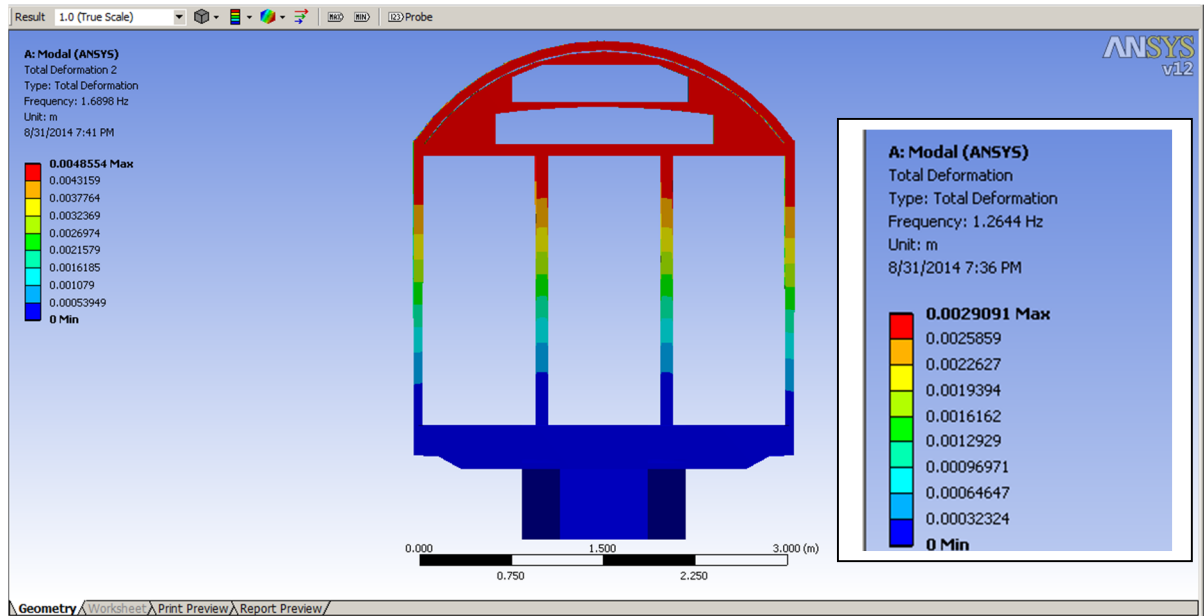 Result 1.0 (True Scale) MAX MIN 123 Probe
ANSYS
v12
A: Modal (ANSYS)
Total Deformation 2
Type: Total Deformation
Frequency: 1.6898 Hz
Unit: m
8/31/2014 7:41 PM
0.0048554 Max
0.0043159
0.0037764
0.0032369
0.0026974
0.0021579
0.0016185
0.001079
0.00053949
0 Min
A: Modal (ANSYS)
Total Deformation
Type: Total Deformation
Frequency: 1.2644 Hz
Unit: m
8/31/2014 7:36 PM
0.0029091 Max
0.0025859
0.0022627
0.0019394
0.0016162
0.0012929
0.00096971
0.00064647
0.00032324
0 Min
0.000 1.500 3.000 (m)
0.750 2.250
Geometry Worksheet Print Preview Report Preview